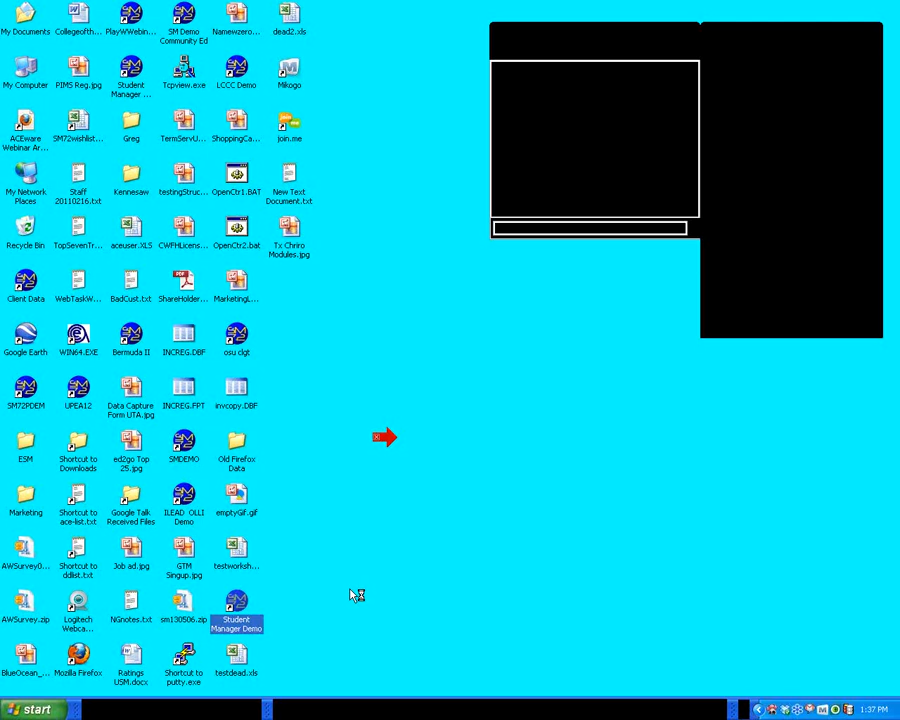 My Documents
Collegeofth...
PlayWWebin...
SM Demo
Community Ed
Namewzero...
dead2.xls
My Computer
PIMS Reg.jpg
Student
Manager ...
Tcpview.exe
LCCC Demo
Mikogo
ACEware
Webinar Ar...
SM72wishlist...
Greg
TermServU...
ShoppingCa...
join.me
My Network
Places
Staff
20110216.txt
Kennesaw
testingStruc...
OpenCtr1.BAT
New Text
Document.txt
Recycle Bin
TopSevenTr...
aceuser.XLS
CWFHLicens...
OpenCtr2.bat
Tx Chriro
Modules.jpg
Client Data
WebTaskW...
BadCust.txt
ShareHolder...
MarketingL...
Google Earth
WIN64.EXE
Bermuda II
INCREG.DBF
osu clgt
SM72PDEM
UPEA12
Data Capture
Form UTA.jpg
INCREG.FPT
invcopy.DBF
ESM
Shortcut to
Downloads
ed2go Top
25.jpg
SMDEMO
Old Firefox
Data
Marketing
Shortcut to
ace-list.txt
Google Talk
Received Files
ILEAD OLLI
Demo
emptyGif.gif
AWSurvey0...
Shortcut to
ddlist.txt
Job ad.jpg
GTM
Singup.jpg
testworksh...
AWSurvey.zip
Logitech
Webca...
NGnotes.txt
sm130506.zip
Student
Manager Demo
BlueOcean_...
Mozilla Firefox
Ratings
USM.docx
Shortcut to
putty.exe
testdead.xls
start
1:37 PM